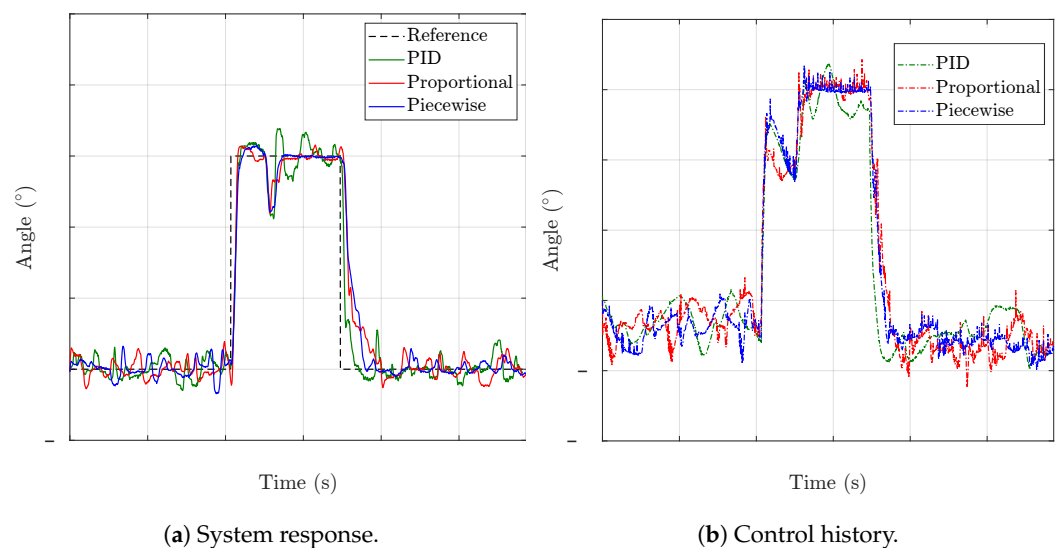 Reference
PID
Proportional
Piecewise
Angle (°)
–
Time (s)
(a) System response.
PID
Proportional
Piecewise
Angle (°)
–
–
Time (s)
(b) Control history.